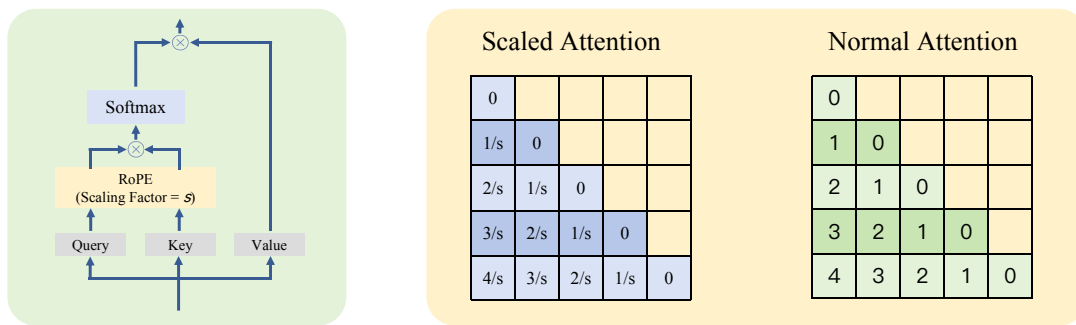 Softmax
RoPE
(Scaling Factor = s)
Query Key Value
Scaled Attention
0
1/s 0
2/s 1/s 0
3/s 2/s 1/s 0
4/s 3/s 2/s 1/s 0
Normal Attention
0
1 0
2 1 0
3 2 1 0
4 3 2 1 0